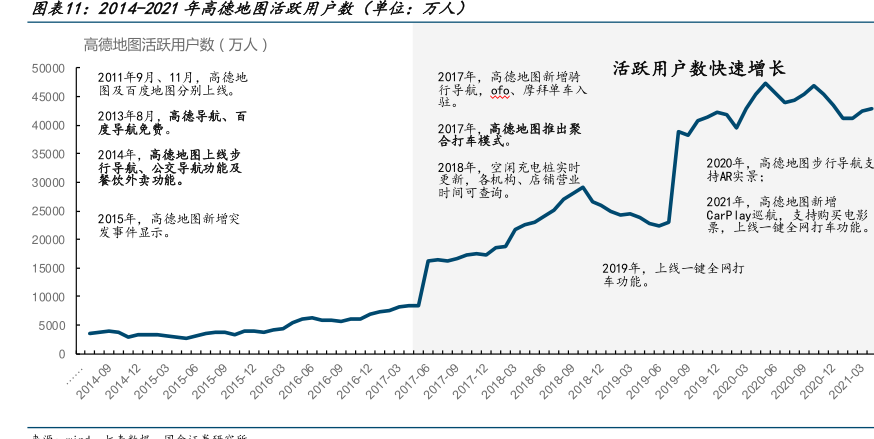 图表11：2014-2021 年高德地图活跃用户数（单位：万人）
高德地图活跃用户数（万人）
活跃用户数快速增长
50000
45000
40000
35000
30000
25000
20000
15000
10000
5000
0
2011年9月、11月，高德地
图及百度地图分别上线。
2013年8月，高德导航、百
度导航免费。
2014年，高德地图上线步
行导航、公交导航功能及
餐饮外卖功能。
2015年，高德地图新增突
发事件显示。
2017年，高德地图新增骑
行导航，ofo、摩拜单车入
驻。
2017年，高德地图推出聚
合打车模式。
2018年，空闲充电桩实时
更新，各机构、店铺营业
时间可查询。
2019年，上线一键全网打
车功能。
2020年，高德地图步行导航支
持AR实景；
2021年，高德地图新增
CarPlay巡航，支持购买电影
票，上线一键全网打车功能。
……
2014-09
2014-12
2015-03
2015-06
2015-09
2015-12
2016-03
2016-06
2016-09
2016-12
2017-03
2017-06
2017-09
2017-12
2018-03
2018-06
2018-09
2018-12
2019-03
2019-06
2019-09
2019-12
2020-03
2020-06
2020-09
2020-12
2021-03